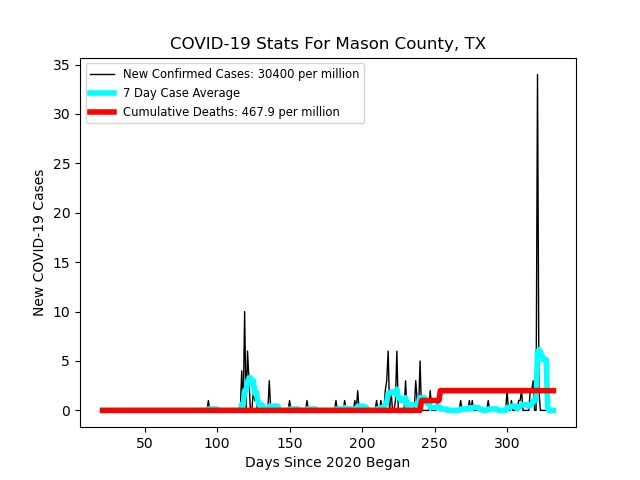 COVID-19 Stats For Mason County, TX
New Confirmed Cases: 30400 per million
7 Day Case Average
Cumulative Deaths: 467.9 per million
New COVID-19 Cases
35
30
25
20
15
10
5
0
50
100
150
200
250
300
Days Since 2020 Began